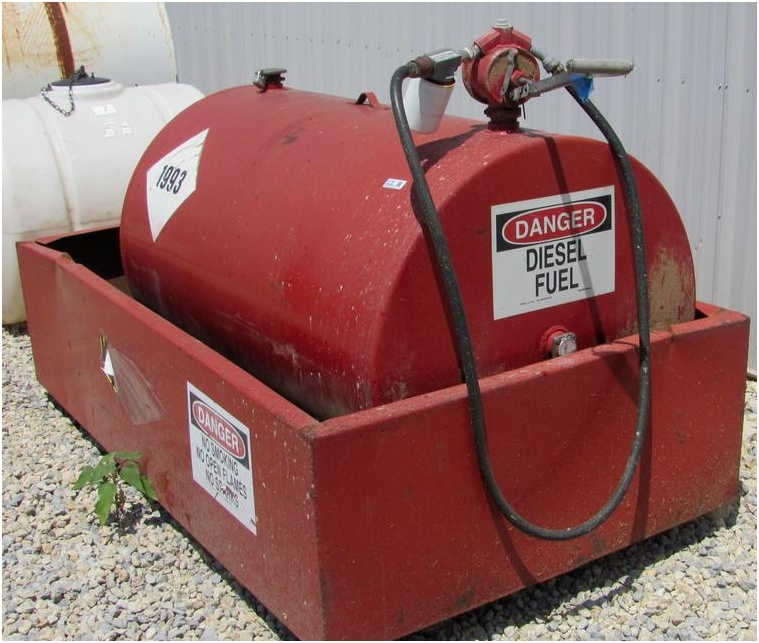 1993
DANGER
DIESEL
FUEL
DANGER
NO SMOKING
NO OPEN FLAMES
NO SPARKS